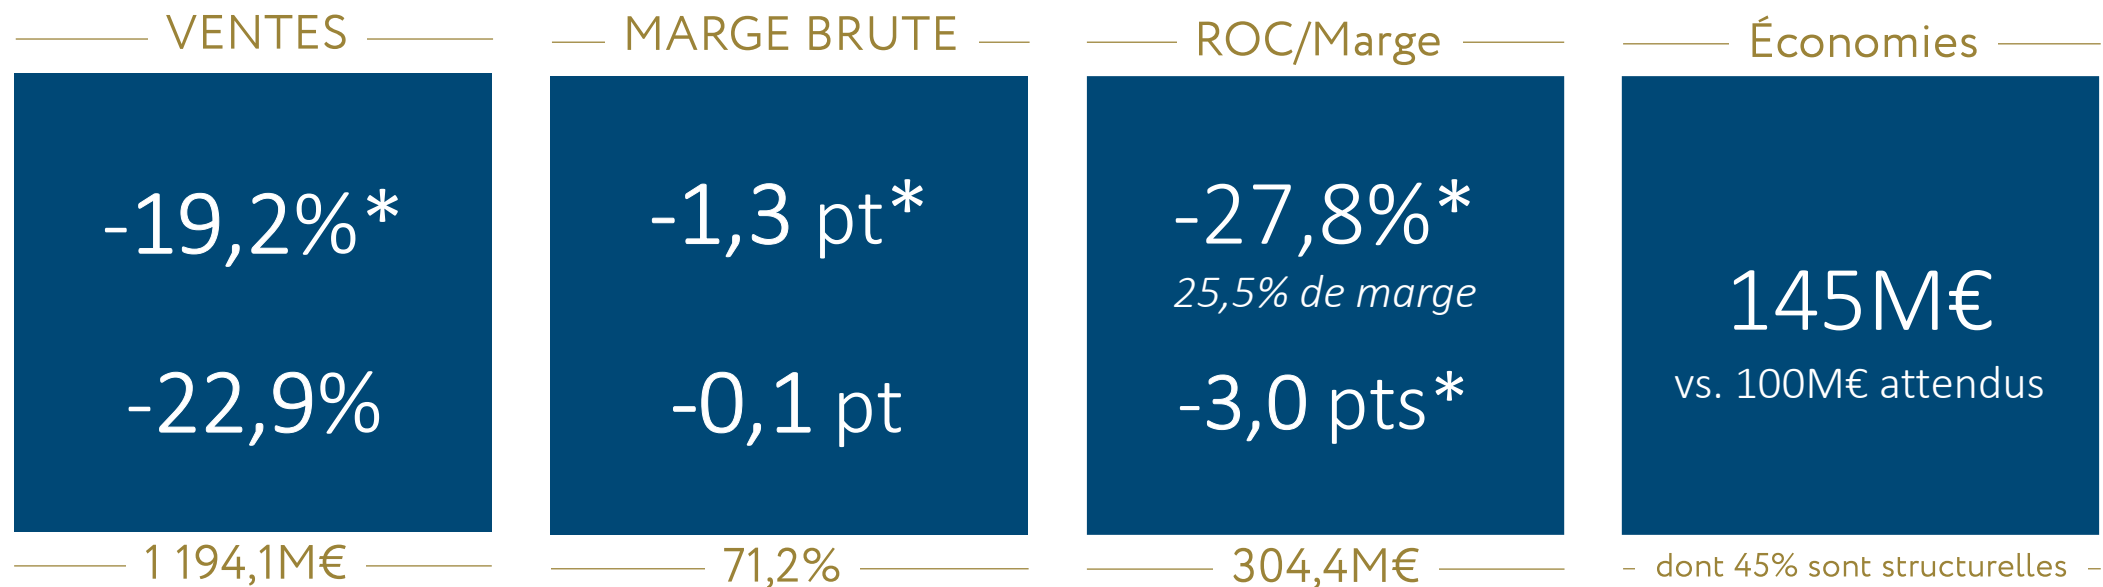 VENTES
-19,2%*
-22,9%
1 194,1M€
MARGE BRUTE
-1,3 pt*
-0,1 pt
71,2%
ROC/Marge
-27,8%*
25,5% de marge
-3,0 pts*
304,4M€
Économies
145M€
vs. 100M€ attendus
dont 45% sont structurelles